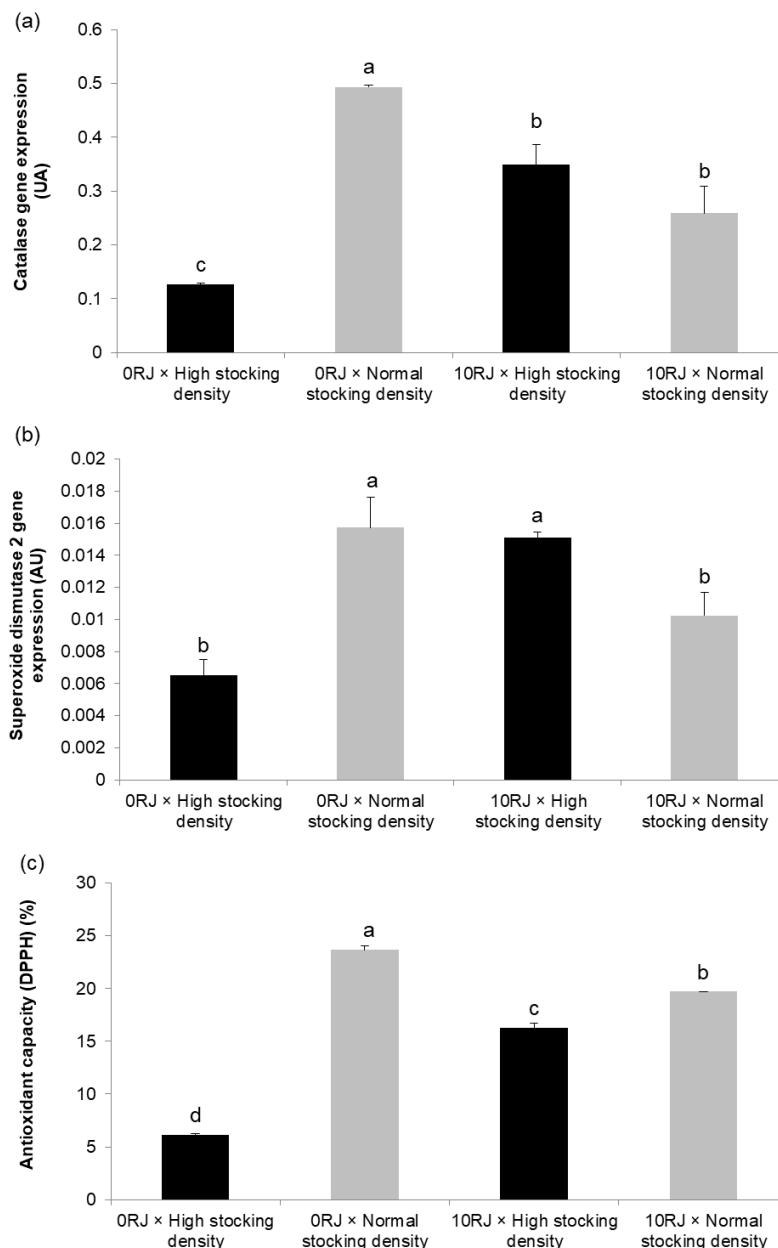 (a)
Catalase gene expression
(UA)
0.6
0.5
0.4
0.3
0.2
0.1
0
c
a
b
b
0RJ × High stocking
density
0RJ × Normal
stocking density
10RJ × High stocking
density
10RJ × Normal
stocking density
(b)
Superoxide dismutase 2 gene
expression (AU)
0.02
0.018
0.016
0.014
0.012
0.01
0.008
0.006
0.004
0.002
0
b
a
a
b
0RJ × High stocking
density
0RJ × Normal
stocking density
10RJ × High
stocking density
10RJ × Normal
stocking density
(c)
Antioxidant capacity (DPPH) (%)
30
25
20
15
10
5
0
d
a
c
b
0RJ × High stocking
density
0RJ × Normal
stocking density
10RJ × High stocking
density
10RJ × Normal
stocking density